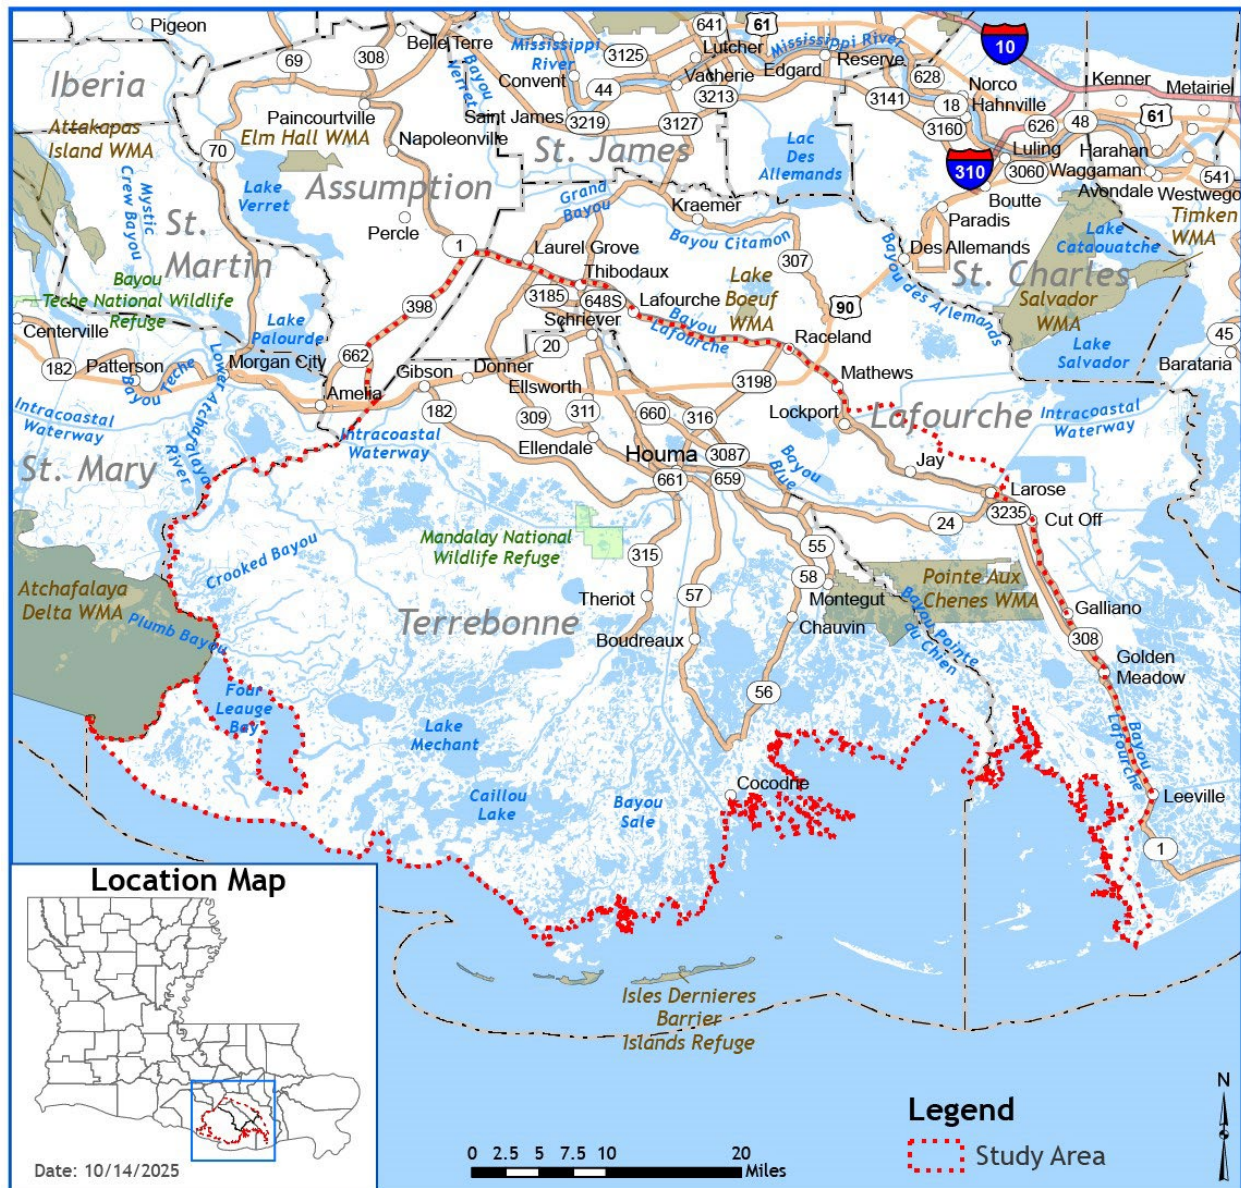 Pigeon
Belle Terre
641
61
Lutcher
Mississippi River
10
Iberia
69
308
Mississippi
River
3125
Convent
Vacherie
Edgard
Reserve
628
Norco
Kenner
Metairiel
Bayou
Verret
44
3213
3141
18
Hahnville
48
61
Attakapas
Island WMA
Paincourtville
Elm Hall WMA
Saint James
3219
3127
3160
626
Luling
Harahan
70
Napoleonville
St. James
Lac
Des
Allemands
310
3060
Waggaman
Avondale
541
Westwego
Mystic
Crew Bayou
Lake
Verret
Assumption
Grand
Bayou
Kraemer
Boutte
Paradis
Timken
WMA
St.
Martin
Percle
1
Laurel Grove
Bayou Citamon
307
Des Allemands
Lake
Cataouatche
Bayou des Allemands
St. Charles
Bayou
Teche National Wildlife
Refuge
398
Thibodaux
3185
648S
Lafourche
Lake
Boeuf
WMA
90
Salvador
WMA
Centerville
Lake
Palourde
Schriever
Bayou
Lafourche
Raceland
Lake
Salvador
45
182
Patterson
Morgan City
662
20
Barataria
Bayou Teche
Lower Atchafalaya
River
Amelia
Gibson
Donner
Ellsworth
3198
Mathews
Intracoastal
Waterway
182
309
311
660
316
Lockport
Lafourche
Intracoastal
Waterway
Intracoastal
Waterway
Ellendale
Houma
3087
Bayou
Blue
Jay
St. Mary
661
659
Larose
3235
Cut Off
24
Crooked Bayou
Mandalay National
Wildlife Refuge
315
55
Atchafalaya
Delta WMA
58
Pointe Aux
Chenes WMA
Theriot
57
Montegut
Galliano
Plumb Bayou
Terrebonne
Boudreaux
Chauvin
Bayou Pointe
du Chien
308
Golden
Meadow
Four
Leauge
Bay
56
Lake
Mechant
Bayou
Lafourche
Caillou
Lake
Bayou
Sale
Cocodrie
Leeville
1
Location Map
Isles Dernieres
Barrier
Islands Refuge
N
Legend
Study Area
0 2.5 5 7.5 10 20
Miles
Date: 10/14/2025